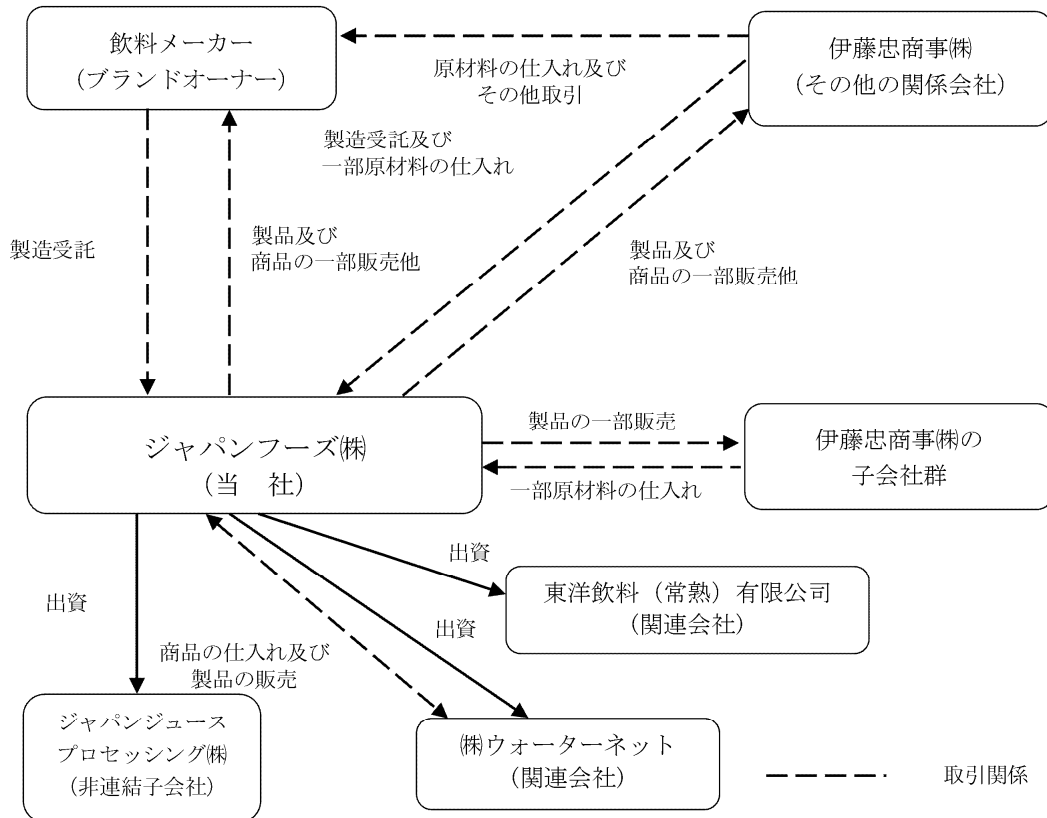 飲料メーカー
（ブランドオーナー）
伊藤忠商事㈱
（その他の関係会社）
原材料の仕入れ及び
その他取引
製造受託及び
一部原材料の仕入れ
製造受託
製品及び
商品の一部販売他
製品及び
商品の一部販売他
ジャパンフーズ㈱
（当　社）
製品の一部販売
一部原材料の仕入れ
伊藤忠商事㈱の
子会社群
出資
東洋飲料（常熟）有限公司
（関連会社）
出資
出資
商品の仕入れ及び
製品の販売
ジャパンジュース
プロセッシング㈱
（非連結子会社）
㈱ウォーターネット
（関連会社）
取引関係